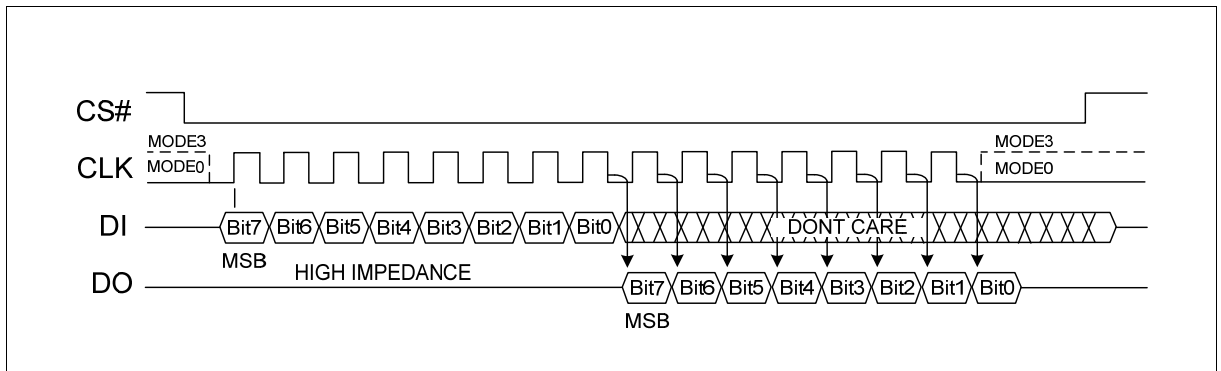 CS#
MODE3
CLK
MODE0
MODE3
MODE0
DI
Bit7 Bit6 Bit5 Bit4 Bit3 Bit2 Bit1 Bit0 DONT CARE
MSB
HIGH IMPEDANCE
DO
Bit7 Bit6 Bit5 Bit4 Bit3 Bit2 Bit1 Bit0
MSB